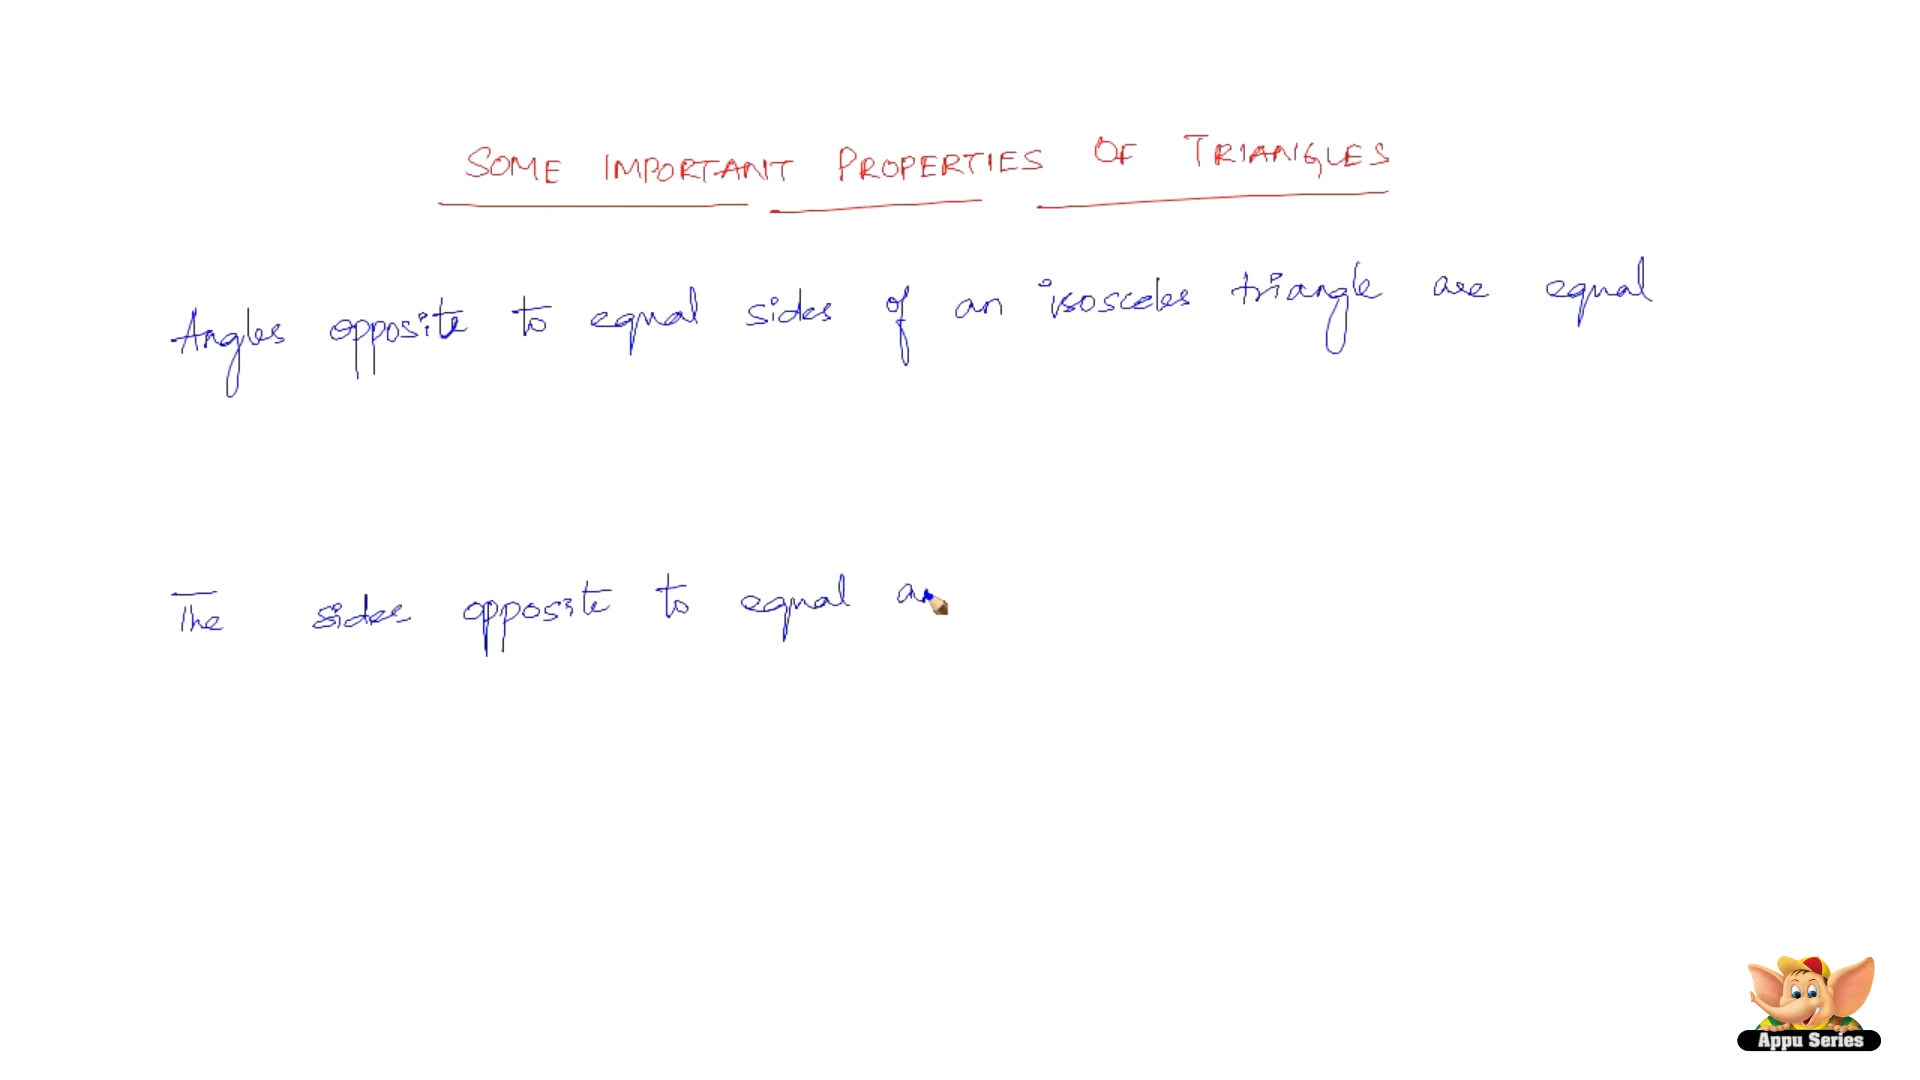 SOME IMPORTANT PROPERTIES OF TRIANGLES
Angles opposite to equal sides of an isosceles triangle are equal
The sides opposite to equal an
Appu Series